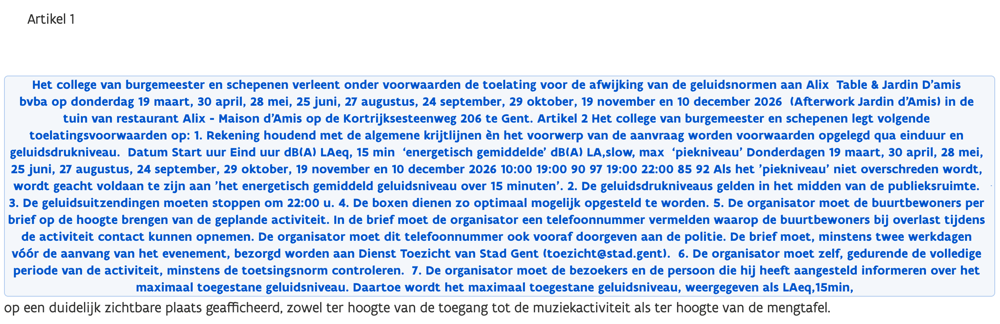 Artikel 1
Het college van burgemeester en schepenen verleent onder voorwaarden de toelating voor de afwijking van de geluidsnormen aan Alix  Table & Jardin D’amis
bvba op donderdag 19 maart, 30 april, 28 mei, 25 juni, 27 augustus, 24 september, 29 oktober, 19 november en 10 december 2026  (Afterwork Jardin d’Amis) in de
tuin van restaurant Alix - Maison d’Amis op de Kortrijksesteenweg 206 te Gent. Artikel 2 Het college van burgemeester en schepenen legt volgende
toelatingsvoorwaarden op: 1. Rekening houdend met de algemene krijtlijnen èn het voorwerp van de aanvraag worden voorwaarden opgelegd qua einduur en
geluidsdrukniveau.  Datum Start uur Eind uur dB(A) LAeq, 15 min  ‘energetisch gemiddelde’ dB(A) LA,slow, max  ‘piekniveau’ Donderdagen 19 maart, 30 april, 28 mei,
25 juni, 27 augustus, 24 september, 29 oktober, 19 november en 10 december 2026 10:00 19:00 90 97 19:00 22:00 85 92 Als het ’piekniveau’ niet overschreden wordt,
wordt geacht voldaan te zijn aan ’het energetisch gemiddeld geluidsniveau over 15 minuten’. 2. De geluidsdrukniveaus gelden in het midden van de publieksruimte.
3. De geluidsuitzendingen moeten stoppen om 22:00 u. 4. De boxen dienen zo optimaal mogelijk opgesteld te worden. 5. De organisator moet de buurtbewoners per
brief op de hoogte brengen van de geplande activiteit. In de brief moet de organisator een telefoonnummer vermelden waarop de buurtbewoners bij overlast tijdens
de activiteit contact kunnen opnemen. De organisator moet dit telefoonnummer ook vooraf doorgeven aan de politie. De brief moet, minstens twee werkdagen
vóór de aanvang van het evenement, bezorgd worden aan Dienst Toezicht van Stad Gent (toezicht@stad.gent).  6. De organisator moet zelf, gedurende de volledige
periode van de activiteit, minstens de toetsingsnorm controleren.  7. De organisator moet de bezoekers en de persoon die hij heeft aangesteld informeren over het
maximaal toegestane geluidsniveau. Daartoe wordt het maximaal toegestane geluidsniveau, weergegeven als LAeq,15min,
op een duidelijk zichtbare plaats geafficheerd, zowel ter hoogte van de toegang tot de muziekactiviteit als ter hoogte van de mengtafel.